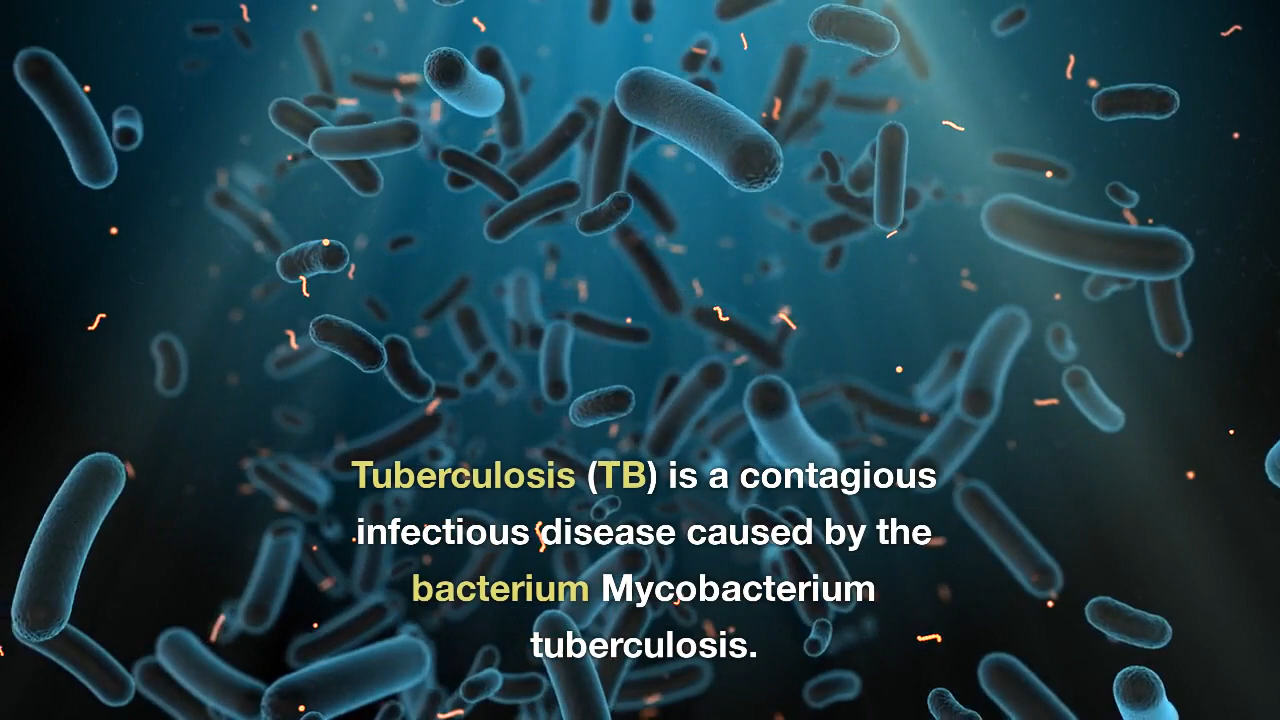 Tuberculosis (TB) is a contagious
infectious disease caused by the
bacterium Mycobacterium
tuberculosis.